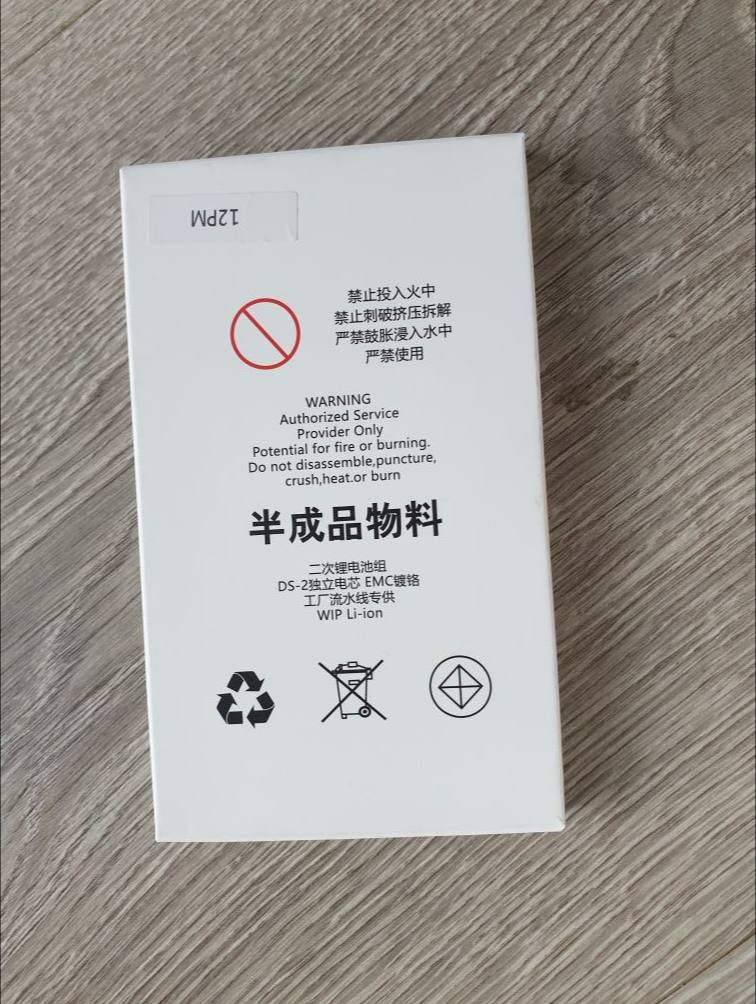 12PM
禁止投入火中
禁止刺破挤压拆解
严禁鼓胀浸入水中
严禁使用
WARNING
Authorized Service
Provider Only
Potential for fire or burning.
Do not disassemble,puncture,
crush,heat.or burn
半成品物料
二次锂电池组
DS-2独立电芯 EMC镀铬
工厂流水线专供
WIP Li-ion